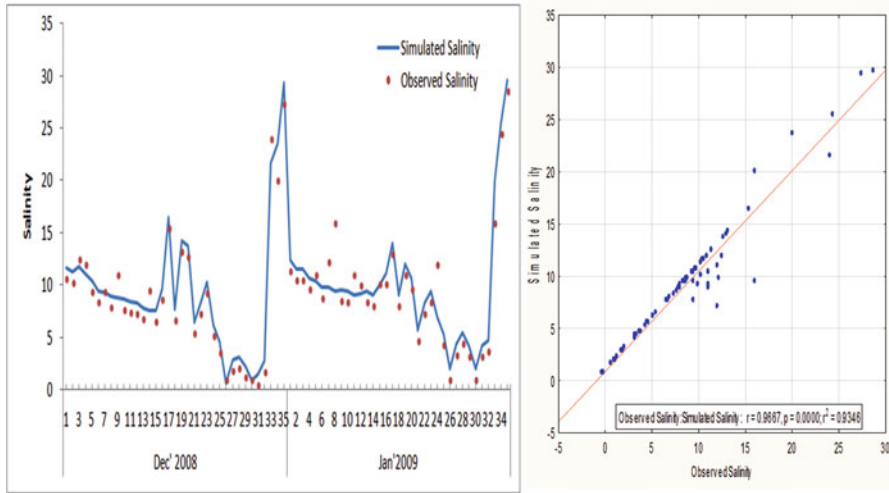 35
30
25
20
15
10
5
0
Salinity
Simulated Salinity
Observed Salinity
1 3 5 7 9 11 13 15 17 19 21 23 25 27 29 31 33 35 2 4 6 8 10 12 14 16 18 20 22 24 26 28 30 32 34
Dec' 2008
Jan'2009
35
30
25
20
15
10
5
0
-5
Simulated Salinity
Observed Salinity:Simulated Salinity: r = 0.9667, p = 0.0000; r² = 0.9346
-5 0 5 10 15 20 25 30
Observed Salinity